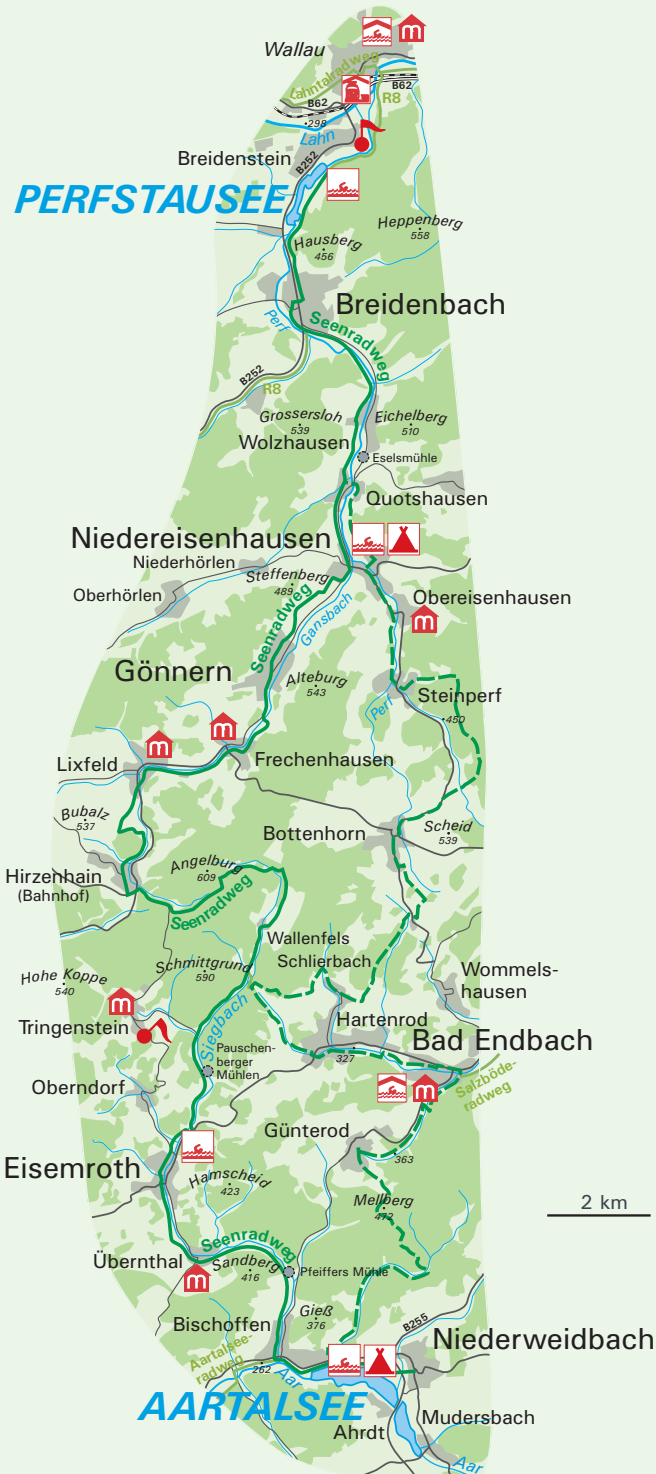 Wallau
Lahntalradweg
B62
B62
R8
298
Lahn
Breidenstein
B252
PERFSTAUSEE
Heppenberg
558
Hausberg
456
Breidenbach
Perf
Seenradweg
B252
R8
Grossersloh
539
Eichelberg
510
Wolzhausen
Eselsmühle
Quotshausen
Niedereisenhausen
Niederhörlen
Steffenberg
489
Oberhörlen
Obereisenhausen
Gansbach
Seenradweg
Gönnern
Alteburg
543
Perf
Steinperf
450
Lixfeld
Frechenhausen
Bubalz
537
Bottenhorn
Scheid
539
Hirzenhain
(Bahnhof)
Angelburg
609
Seenradweg
Wallenfels
Schlierbach
Schmittgrund
590
Hohe Koppe
540
Wommels-
hausen
Tringenstein
Siegbach
Hartenrod
Bad Endbach
327
Pauschen-
berger
Mühlen
Oberndorf
Salzböde-
radweg
Günterod
363
Eisemroth
Hamscheid
423
Mellberg
473
2 km
Seenradweg
Übernthal
Sandberg
416
Pfeiffers Mühle
Gieß
376
Bischoffen
B255
Niederweidbach
Aartalsee-
radweg
262
Aar
AARTALSEE
Mudersbach
Ahrdt
Aar